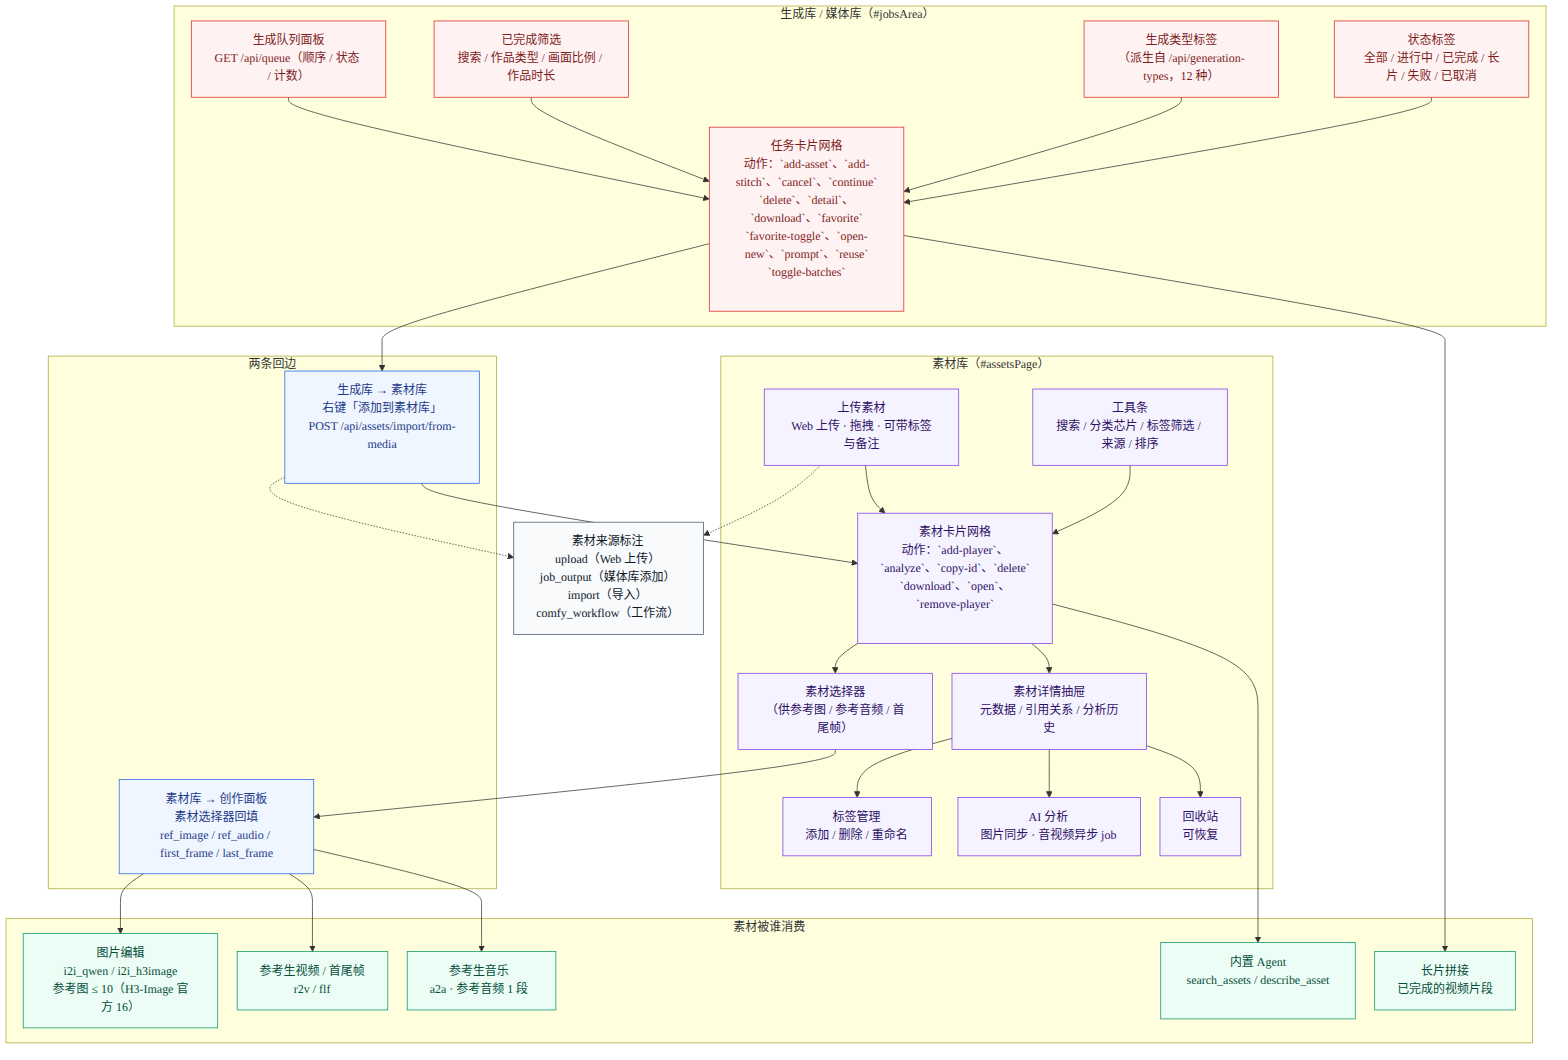 生成库 / 媒体库（#jobsArea）
生成队列面板
GET /api/queue（顺序 / 状态
/ 计数）
已完成筛选
搜索 / 作品类型 / 画面比例 /
作品时长
生成类型标签
（派生自 /api/generation-
types，12 种）
状态标签
全部 / 进行中 / 已完成 / 长
片 / 失败 / 已取消
任务卡片网格
动作：`add-asset`、`add-
stitch`、`cancel`、`continue`
`delete`、`detail`、
`download`、`favorite`
`favorite-toggle`、`open-
new`、`prompt`、`reuse`
`toggle-batches`
两条回边
生成库 → 素材库
右键「添加到素材库」
POST /api/assets/import/from-
media
素材库（#assetsPage）
上传素材
Web 上传 · 拖拽 · 可带标签
与备注
工具条
搜索 / 分类芯片 / 标签筛选 /
来源 / 排序
素材来源标注
upload（Web 上传）
job_output（媒体库添加）
import（导入）
comfy_workflow（工作流）
素材卡片网格
动作：`add-player`、
`analyze`、`copy-id`、`delete`
`download`、`open`、
`remove-player`
素材选择器
（供参考图 / 参考音频 / 首
尾帧）
素材详情抽屉
元数据 / 引用关系 / 分析历
史
素材库 → 创作面板
素材选择器回填
ref_image / ref_audio /
first_frame / last_frame
标签管理
添加 / 删除 / 重命名
AI 分析
图片同步 · 音视频异步 job
回收站
可恢复
素材被谁消费
图片编辑
i2i_qwen / i2i_h3image
参考图 ≤ 10（H3-Image 官
方 16）
参考生视频 / 首尾帧
r2v / flf
参考生音乐
a2a · 参考音频 1 段
内置 Agent
search_assets / describe_asset
长片拼接
已完成的视频片段